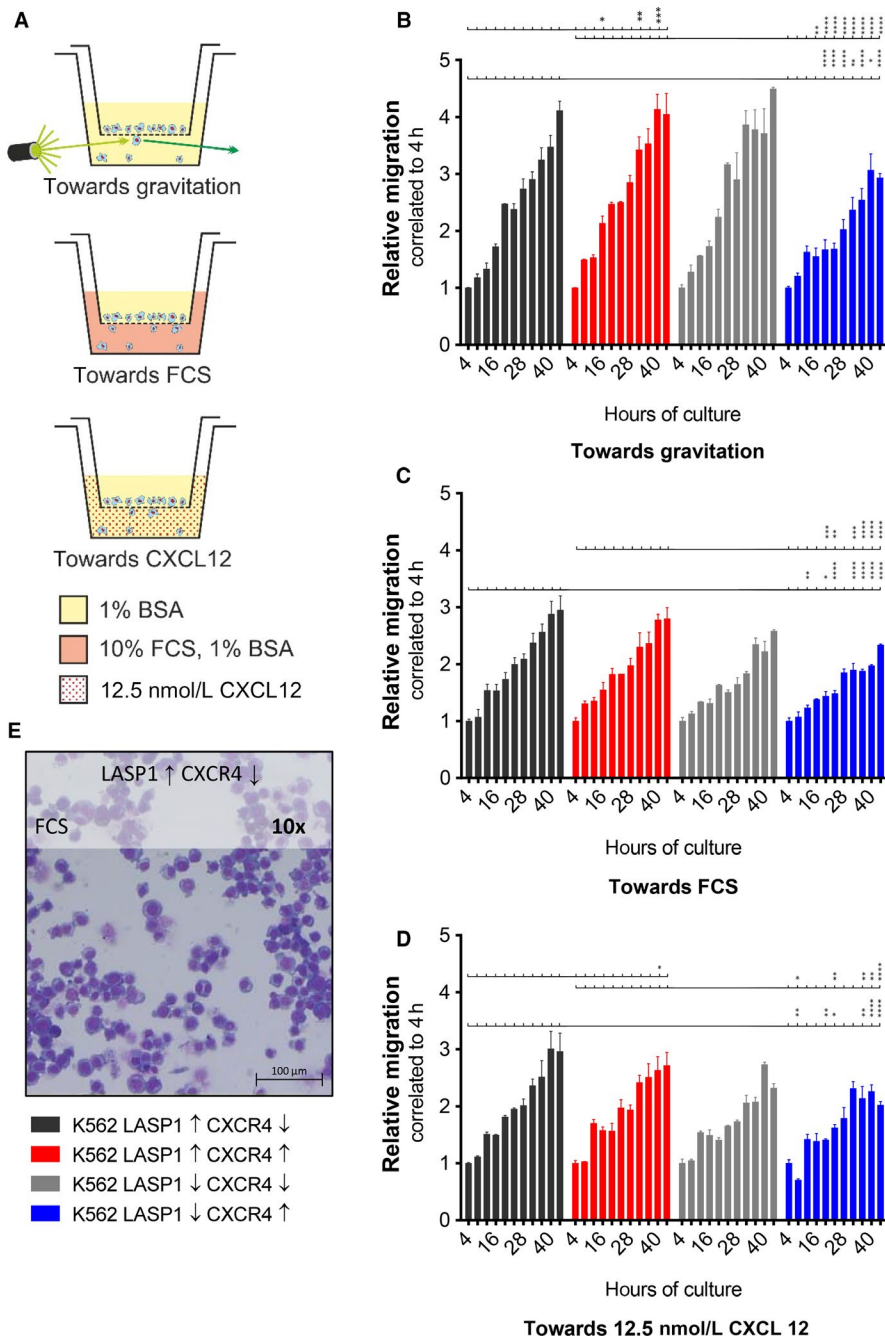 A
Towards gravitation
Towards FCS
Towards CXCL12
1% BSA
10% FCS, 1% BSA
12.5 nmol/L CXCL12
E
LASP1 ↑ CXCR4 ↓
FCS
10x
100 µm
K562 LASP1 ↑ CXCR4 ↓
K562 LASP1 ↑ CXCR4 ↑
K562 LASP1 ↓ CXCR4 ↓
K562 LASP1 ↓ CXCR4 ↑
B
Relative migration
correlated to 4 h
5
4
3
2
1
0
4 16 28 40 4 16 28 40 4 16 28 40 4 16 28 40
Hours of culture
Towards gravitation
C
Relative migration
correlated to 4 h
5
4
3
2
1
0
4 16 28 40 4 16 28 40 4 16 28 40 4 16 28 40
Hours of culture
Towards FCS
D
Relative migration
correlated to 4 h
5
4
3
2
1
0
4 16 28 40 4 16 28 40 4 16 28 40 4 16 28 40
Hours of culture
Towards 12.5 nmol/L CXCL 12